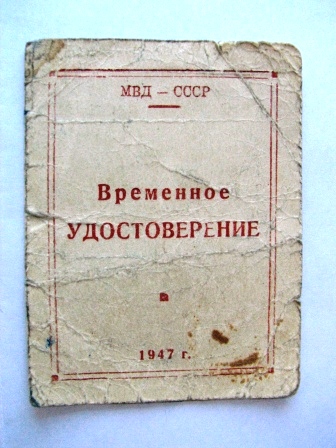 МВД — СССР
Временное
УДОСТОВЕРЕНИЕ
1947 г.